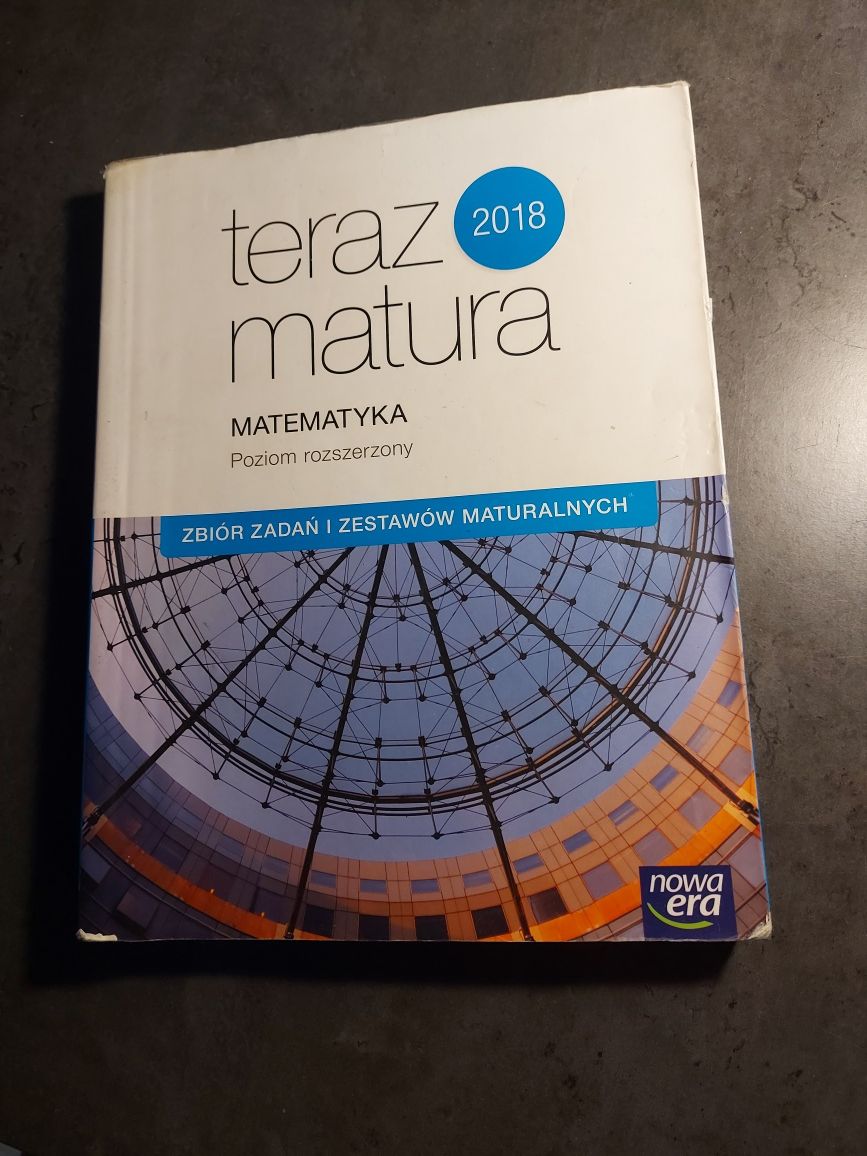 teraz 2018
matura
MATEMATYKA
Poziom rozszerzony
ZBIÓR ZADAŃ I ZESTAWÓW MATURALNYCH
nowa
era